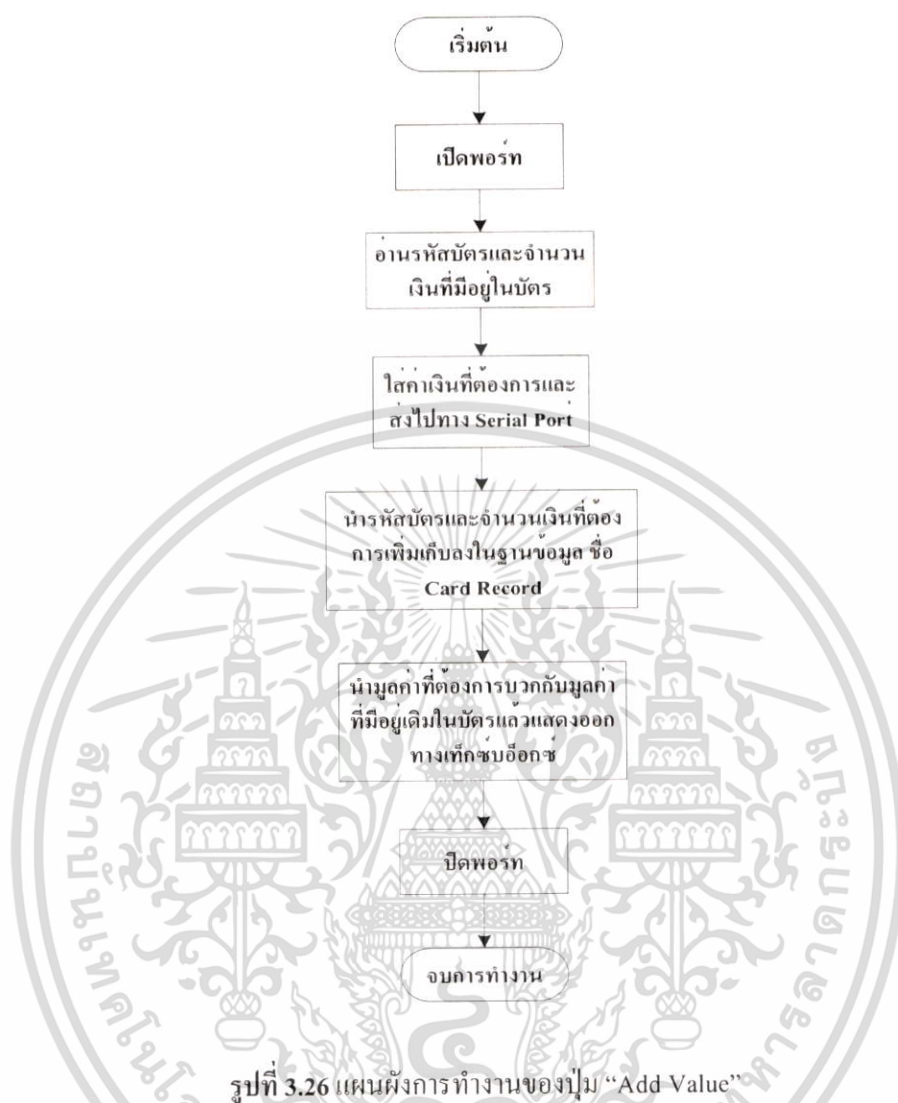 เริ่มต้น
เปิดพอร์ท
อ่านรหัสบัตรและจำนวน
เงินที่มีอยู่ในบัตร
ใส่ค่าเงินที่ต้องการและ
ส่งไปทาง Serial Port
นำรหัสบัตรและจำนวนเงินที่ต้อง
การเพิ่มเก็บลงในฐานข้อมูล ชื่อ
Card Record
นำมูลค่าที่ต้องการบวกกับมูลค่า
ที่มีอยู่เดิมในบัตรแล้วแสดงออก
ทางเท็กซ์บ็อกซ์
ปิดพอร์ท
จบการทำงาน
รูปที่ 3.26 แผนผังการทำงานของปุ่ม “Add Value”